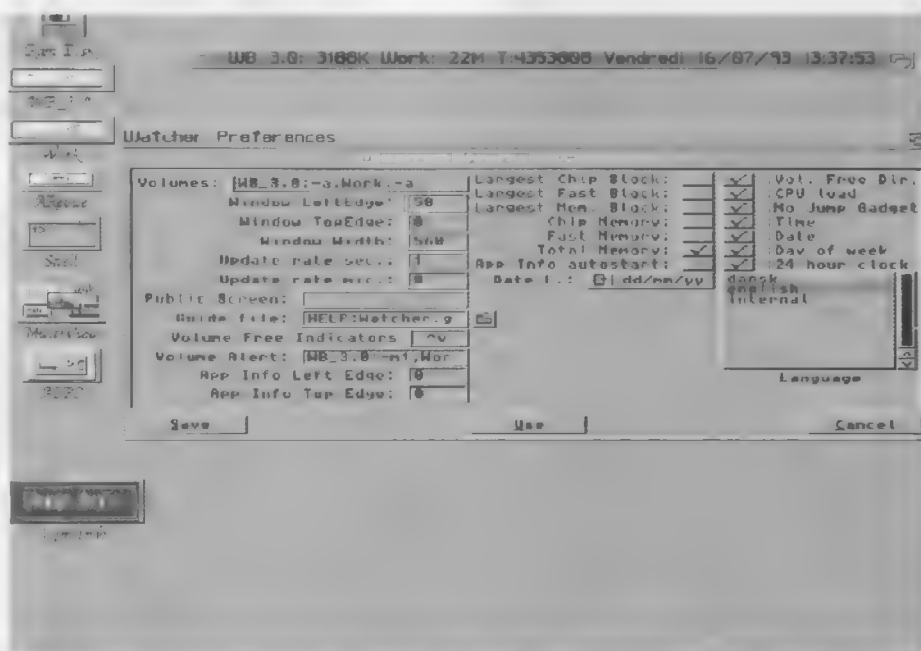 WB 3.0: 3188K Work: 22M T:4353608 Vendredi 16/07/93 13:37:53
Watcher Preferences
Volumes: WB_3.0:-a,Work:-a
Window LeftEdge: 50
Window TopEdge: 0
Window Width: 560
Update rate sec.: 1
Update rate mic.: 0
Public Screen:
Guide file: HELP:Watcher.g
Volume Free Indicators ^v
Volume Alert: WB_3.0:-m1,Wor
App Info Left Edge: 0
App Info Top Edge: 0
Largest Chip Block:
Largest Fast Block:
Largest Mem. Block:
Chip Memory:
Fast Memory:
Total Memory:
App Info autostart:
Date f.: dd/mm/yy
:Vol. Free Dir.
:CPU load
:No Jump Gadget
:Time
:Date
:Day of week
:24 hour clock
dansk
english
Internal
Language
Save
Use
Cancel